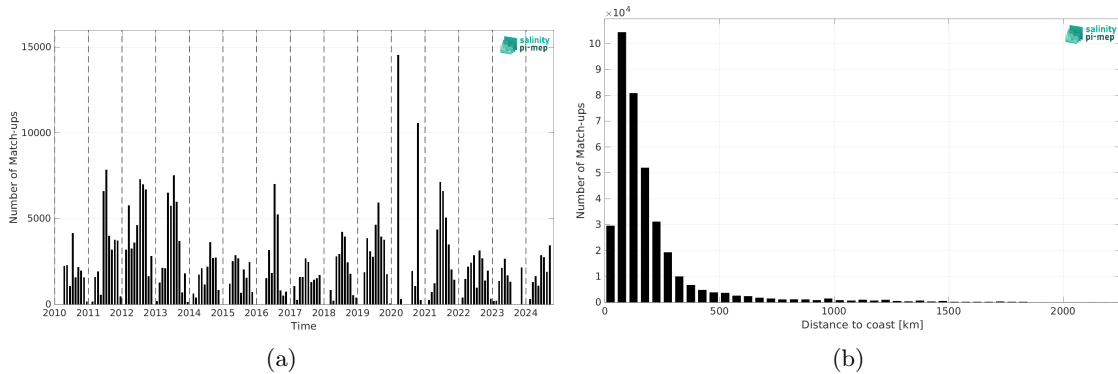 15000
10000
5000
0
2010 2011 2012 2013 2014 2015 2016 2017 2018 2019 2020 2021 2022 2023 2024
Time
Number of Match-ups
salinity
pi-mep
(a)
×10⁴
10
9
8
7
6
5
4
3
2
1
0
0 500 1000 1500 2000
Distance to coast [km]
Number of Match-ups
salinity
pi-mep
(b)